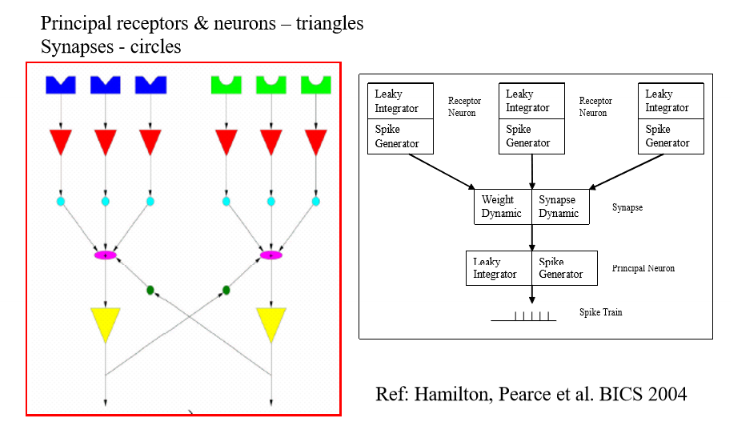 Principal receptors & neurons – triangles
Synapses - circles
Leaky
Integrator
Spike
Generator
Receptor
Neuron
Leaky
Integrator
Spike
Generator
Receptor
Neuron
Leaky
Integrator
Spike
Generator
Weight
Dynamic
Synapse
Dynamic
Synapse
Leaky
Integrator
Spike
Generator
Principal Neuron
Spike Train
Ref: Hamilton, Pearce et al. BICS 2004